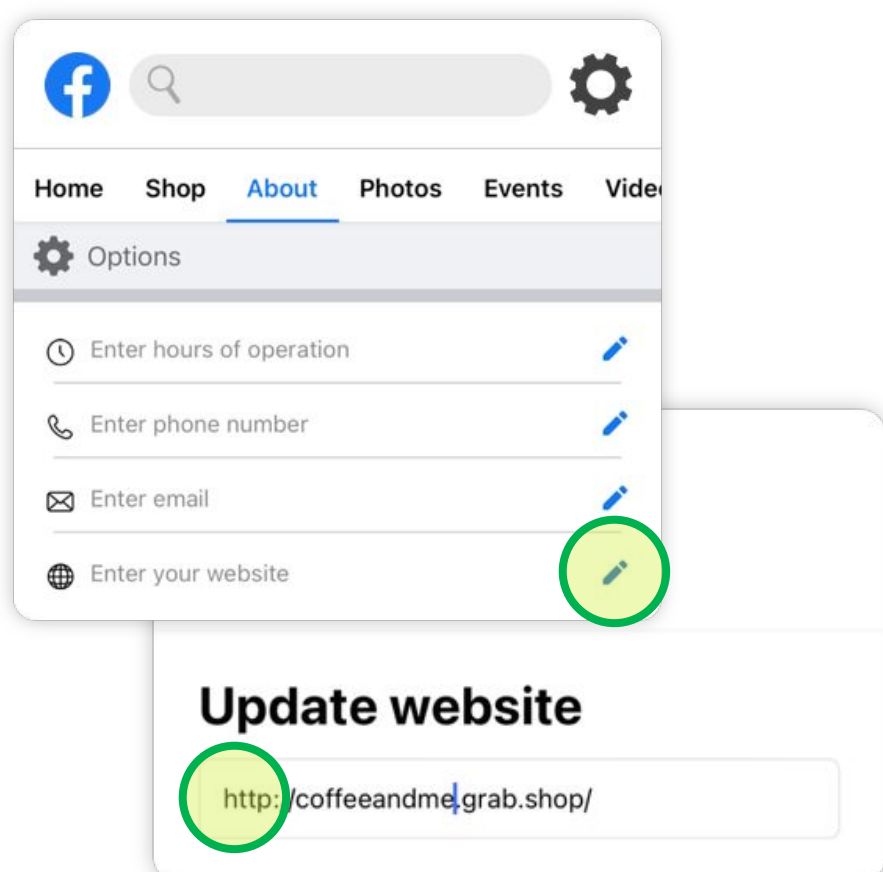 Home Shop About Photos Events Vide
Options
Enter hours of operation
Enter phone number
Enter email
Enter your website
Update website
http://coffeeandme.grab.shop/